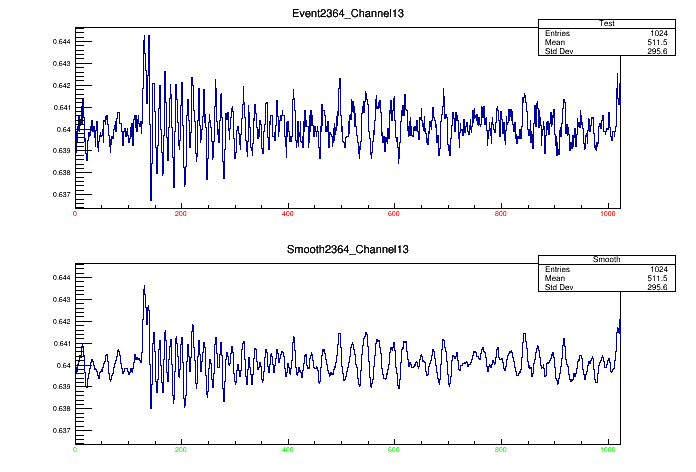 Event2364_Channel13
Test
Entries 1024
Mean 511.5
Std Dev 295.6
0.644
0.643
0.642
0.641
0.64
0.639
0.638
0.637
0 200 400 600 800 1000
Smooth2364_Channel13
Smooth
Entries 1024
Mean 511.5
Std Dev 295.6
0.644
0.643
0.642
0.641
0.64
0.639
0.638
0.637
0 200 400 600 800 1000